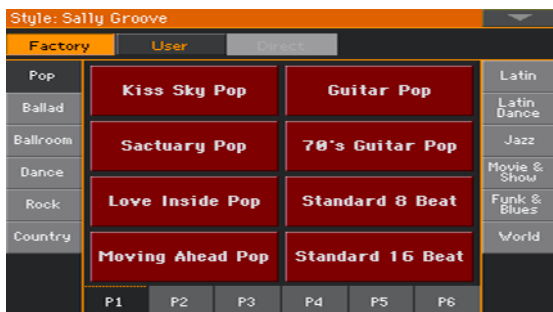 Style: Sally Groove
Factory User Direct
Pop
Ballad
Ballroom
Dance
Rock
Country
Kiss Sky Pop
Guitar Pop
Sactuary Pop
70's Guitar Pop
Love Inside Pop
Standard 8 Beat
Moving Ahead Pop
Standard 16 Beat
Latin
Latin
Dance
Jazz
Movie &
Show
Funk &
Blues
World
P1 P2 P3 P4 P5 P6